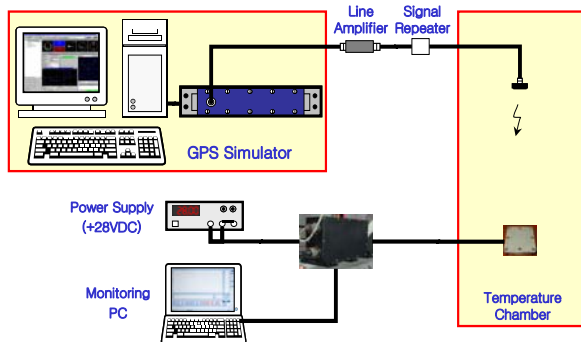 Line
Amplifier
Signal
Repeater
GPS Simulator
Power Supply
(+28VDC)
Monitoring
PC
Temperature
Chamber